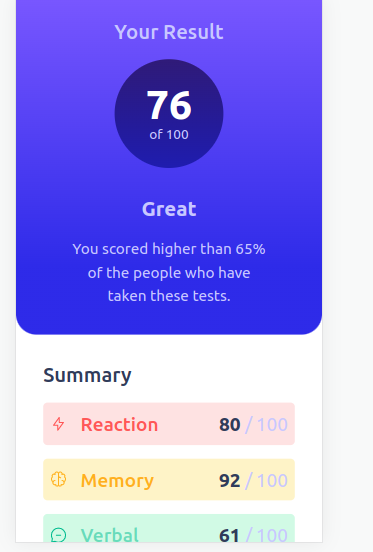 Your Result
76
of 100
Great
You scored higher than 65%
of the people who have
taken these tests.
Summary
Reaction 80 / 100
Memory 92 / 100
Verbal 61 / 100